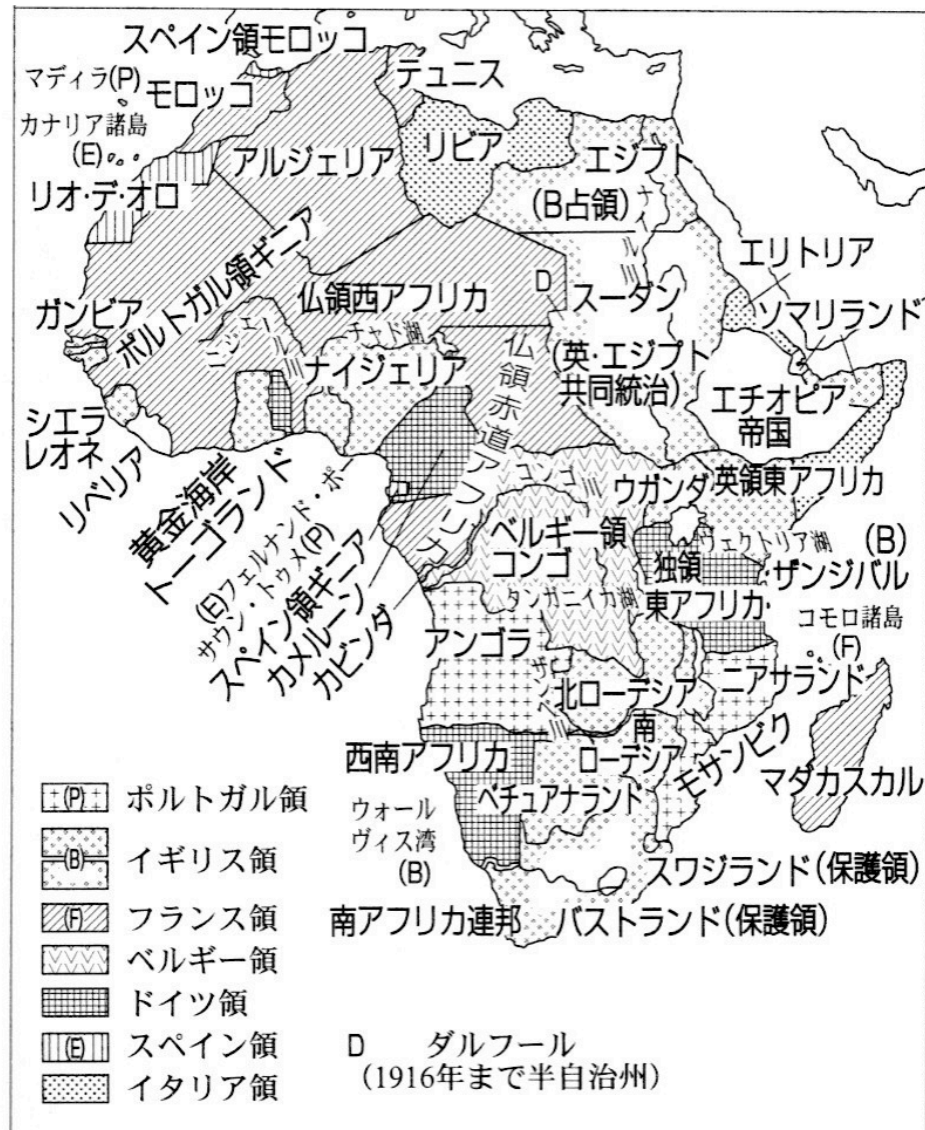 スペイン領モロッコ
マディラ(P)
モロッコ
テュニス
カナリア諸島
(E)
アルジェリア
リビア
エジプト
(B占領)
ナイル川
リオ・デ・オロ
エリトリア
ポルトガル領ギニア
仏領西アフリカ
D
スーダン
ソマリランド
ガンビア
ニジェール川
チャド湖
ナイジェリア
仏領赤道アフリカ
(英・エジプト
共同統治)
エチオピア
帝国
シエラ
レオネ
リベリア
黄金海岸
トーゴランド
(E)フェルナンド・ポー
サウン・トゥメ(P)
スペイン領ギニア
カメルーン
カビンダ
コンゴ川
ウガンダ
英領東アフリカ
ベルギー領
コンゴ
ヴェクトリア湖
(B)
ザンジバル
独領
東アフリカ
タンガニイカ湖
コモロ諸島
(F)
アンゴラ
ザンベジ川
北ローデシア
ニアサランド
南
ローデシア
モサンビク
マダカスカル
西南アフリカ
ベチュアナランド
ウォール
ヴィス湾
(B)
スワジランド(保護領)
南アフリカ連邦
バストランド(保護領)
(P) ポルトガル領
(B) イギリス領
(F) フランス領
ベルギー領
ドイツ領
(E) スペイン領
イタリア領
D ダルフール
(1916年まで半自治州)